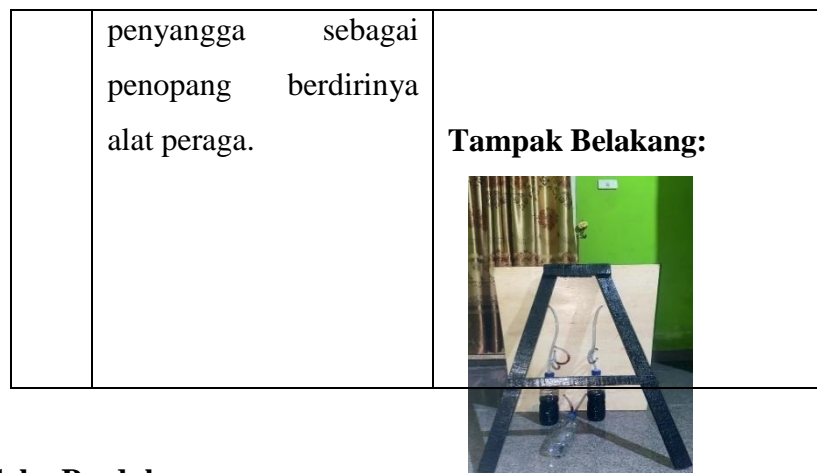 penyangga sebagai
penopang berdirinya
alat peraga.
Tampak Belakang: